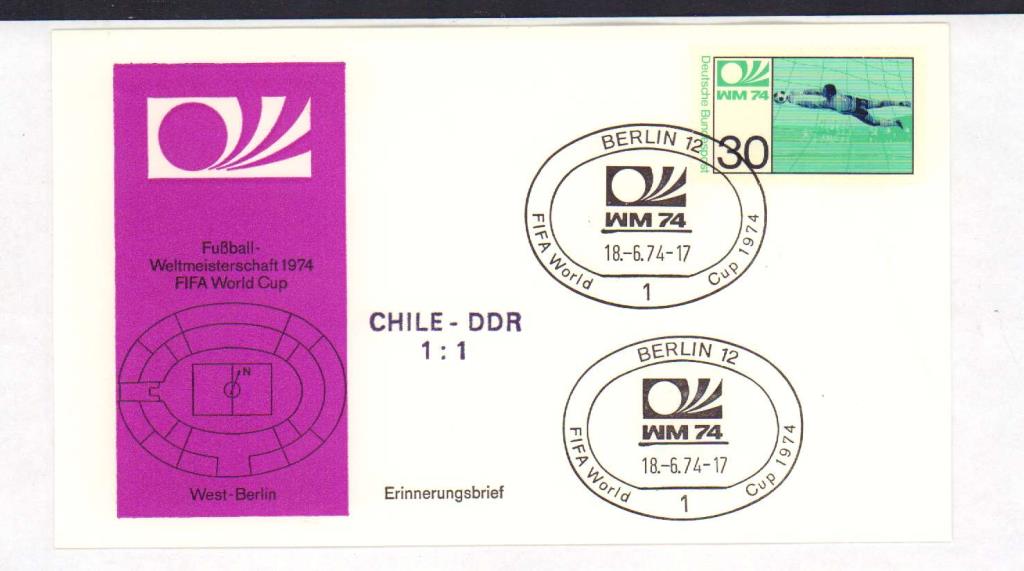 Fußball-
Weltmeisterschaft 1974
FIFA World Cup
N
West-Berlin
CHILE - DDR
1 : 1
Erinnerungsbrief
Deutsche Bundespost
WM 74
30
BERLIN 12
WM 74
18.-6.74-17
FIFA World Cup 1974
1
BERLIN 12
WM 74
18.-6.74-17
FIFA World Cup 1974
1